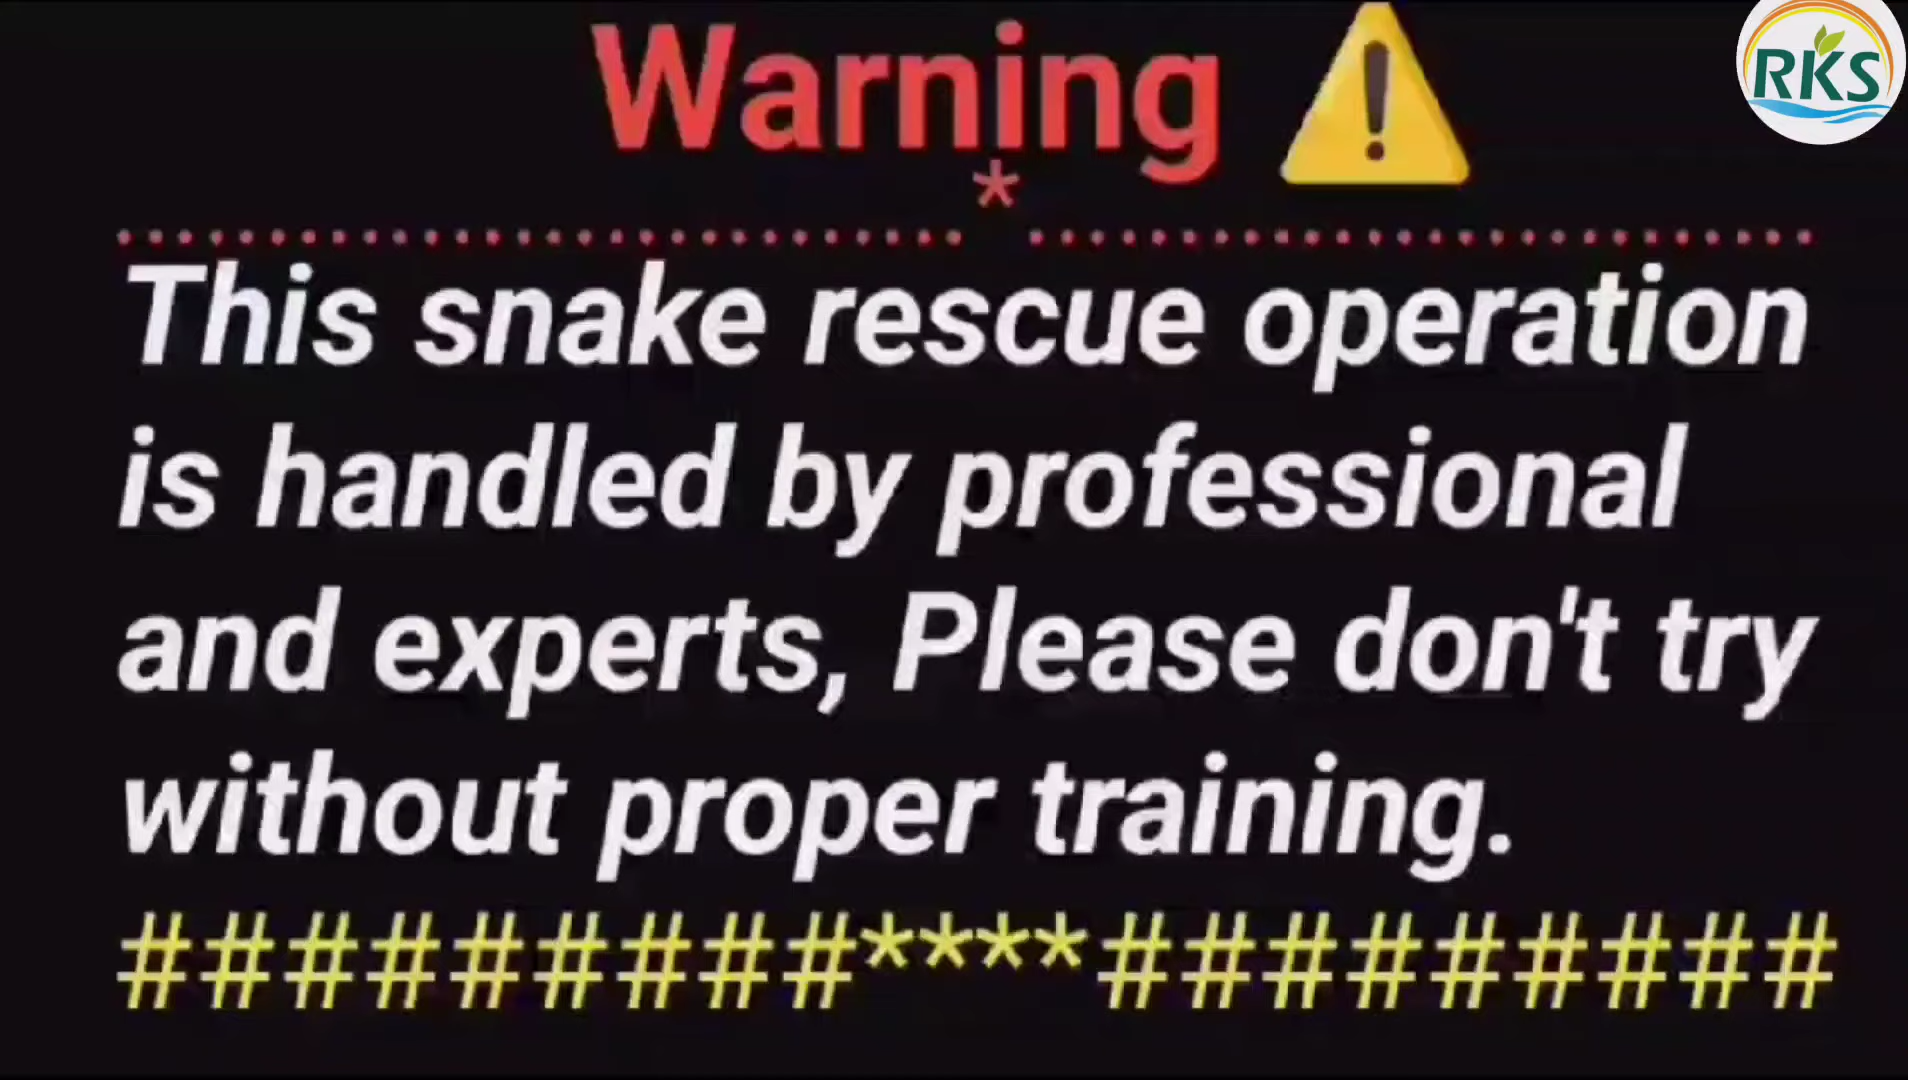 Warning ⚠️
RKS
............................*..........................
This snake rescue operation
is handled by professional
and experts, Please don't try
without proper training.
#########****#########